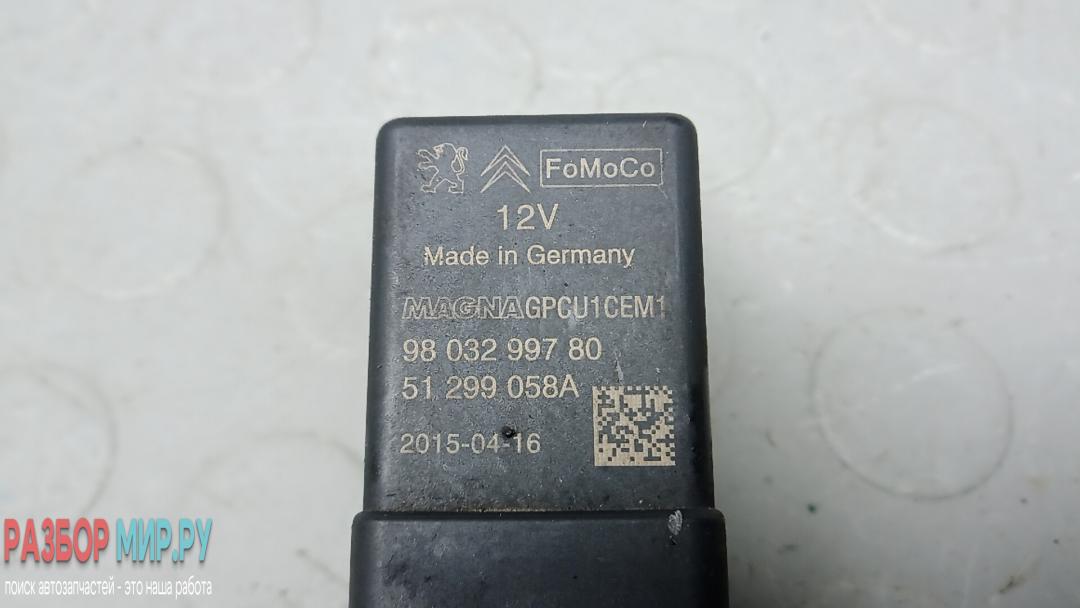 FoMoCo
12V
Made in Germany
MAGNA GPCU1CEM1
98 032 997 80
51 299 058A
2015-04-16
РАЗБОР МИР.РУ
поиск автозапчастей - это наша работа